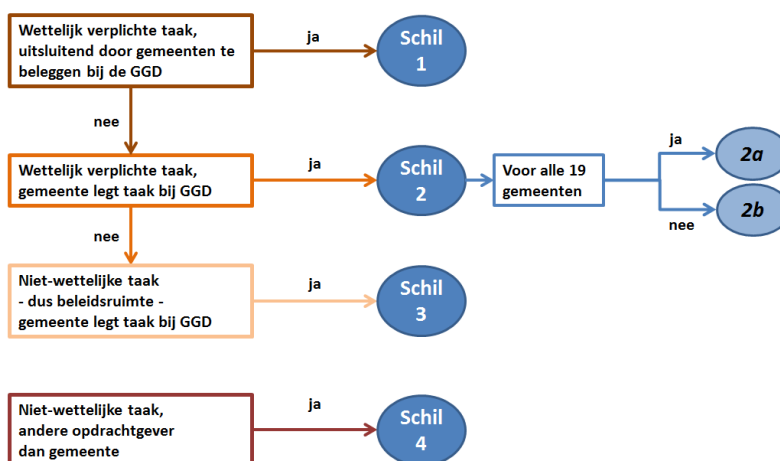 Wettelijk verplichte taak,
uitsluitend door gemeenten te
beleggen bij de GGD
ja
Schil
1
nee
Wettelijk verplichte taak,
gemeente legt taak bij GGD
ja
Schil
2
Voor alle 19
gemeenten
ja
2a
nee
2b
nee
Niet-wettelijke taak
- dus beleidsruimte -
gemeente legt taak bij GGD
ja
Schil
3
Niet-wettelijke taak,
andere opdrachtgever
dan gemeente
ja
Schil
4